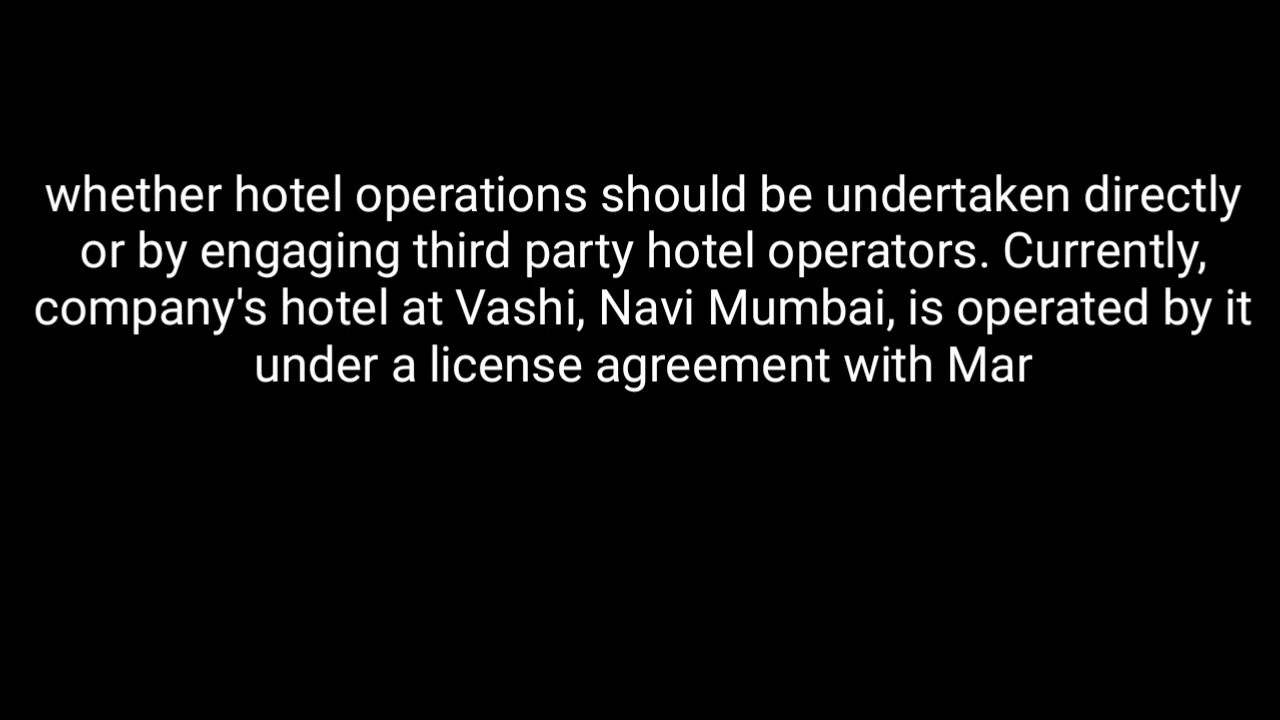 whether hotel operations should be undertaken directly
or by engaging third party hotel operators. Currently,
company's hotel at Vashi, Navi Mumbai, is operated by it
under a license agreement with Mar